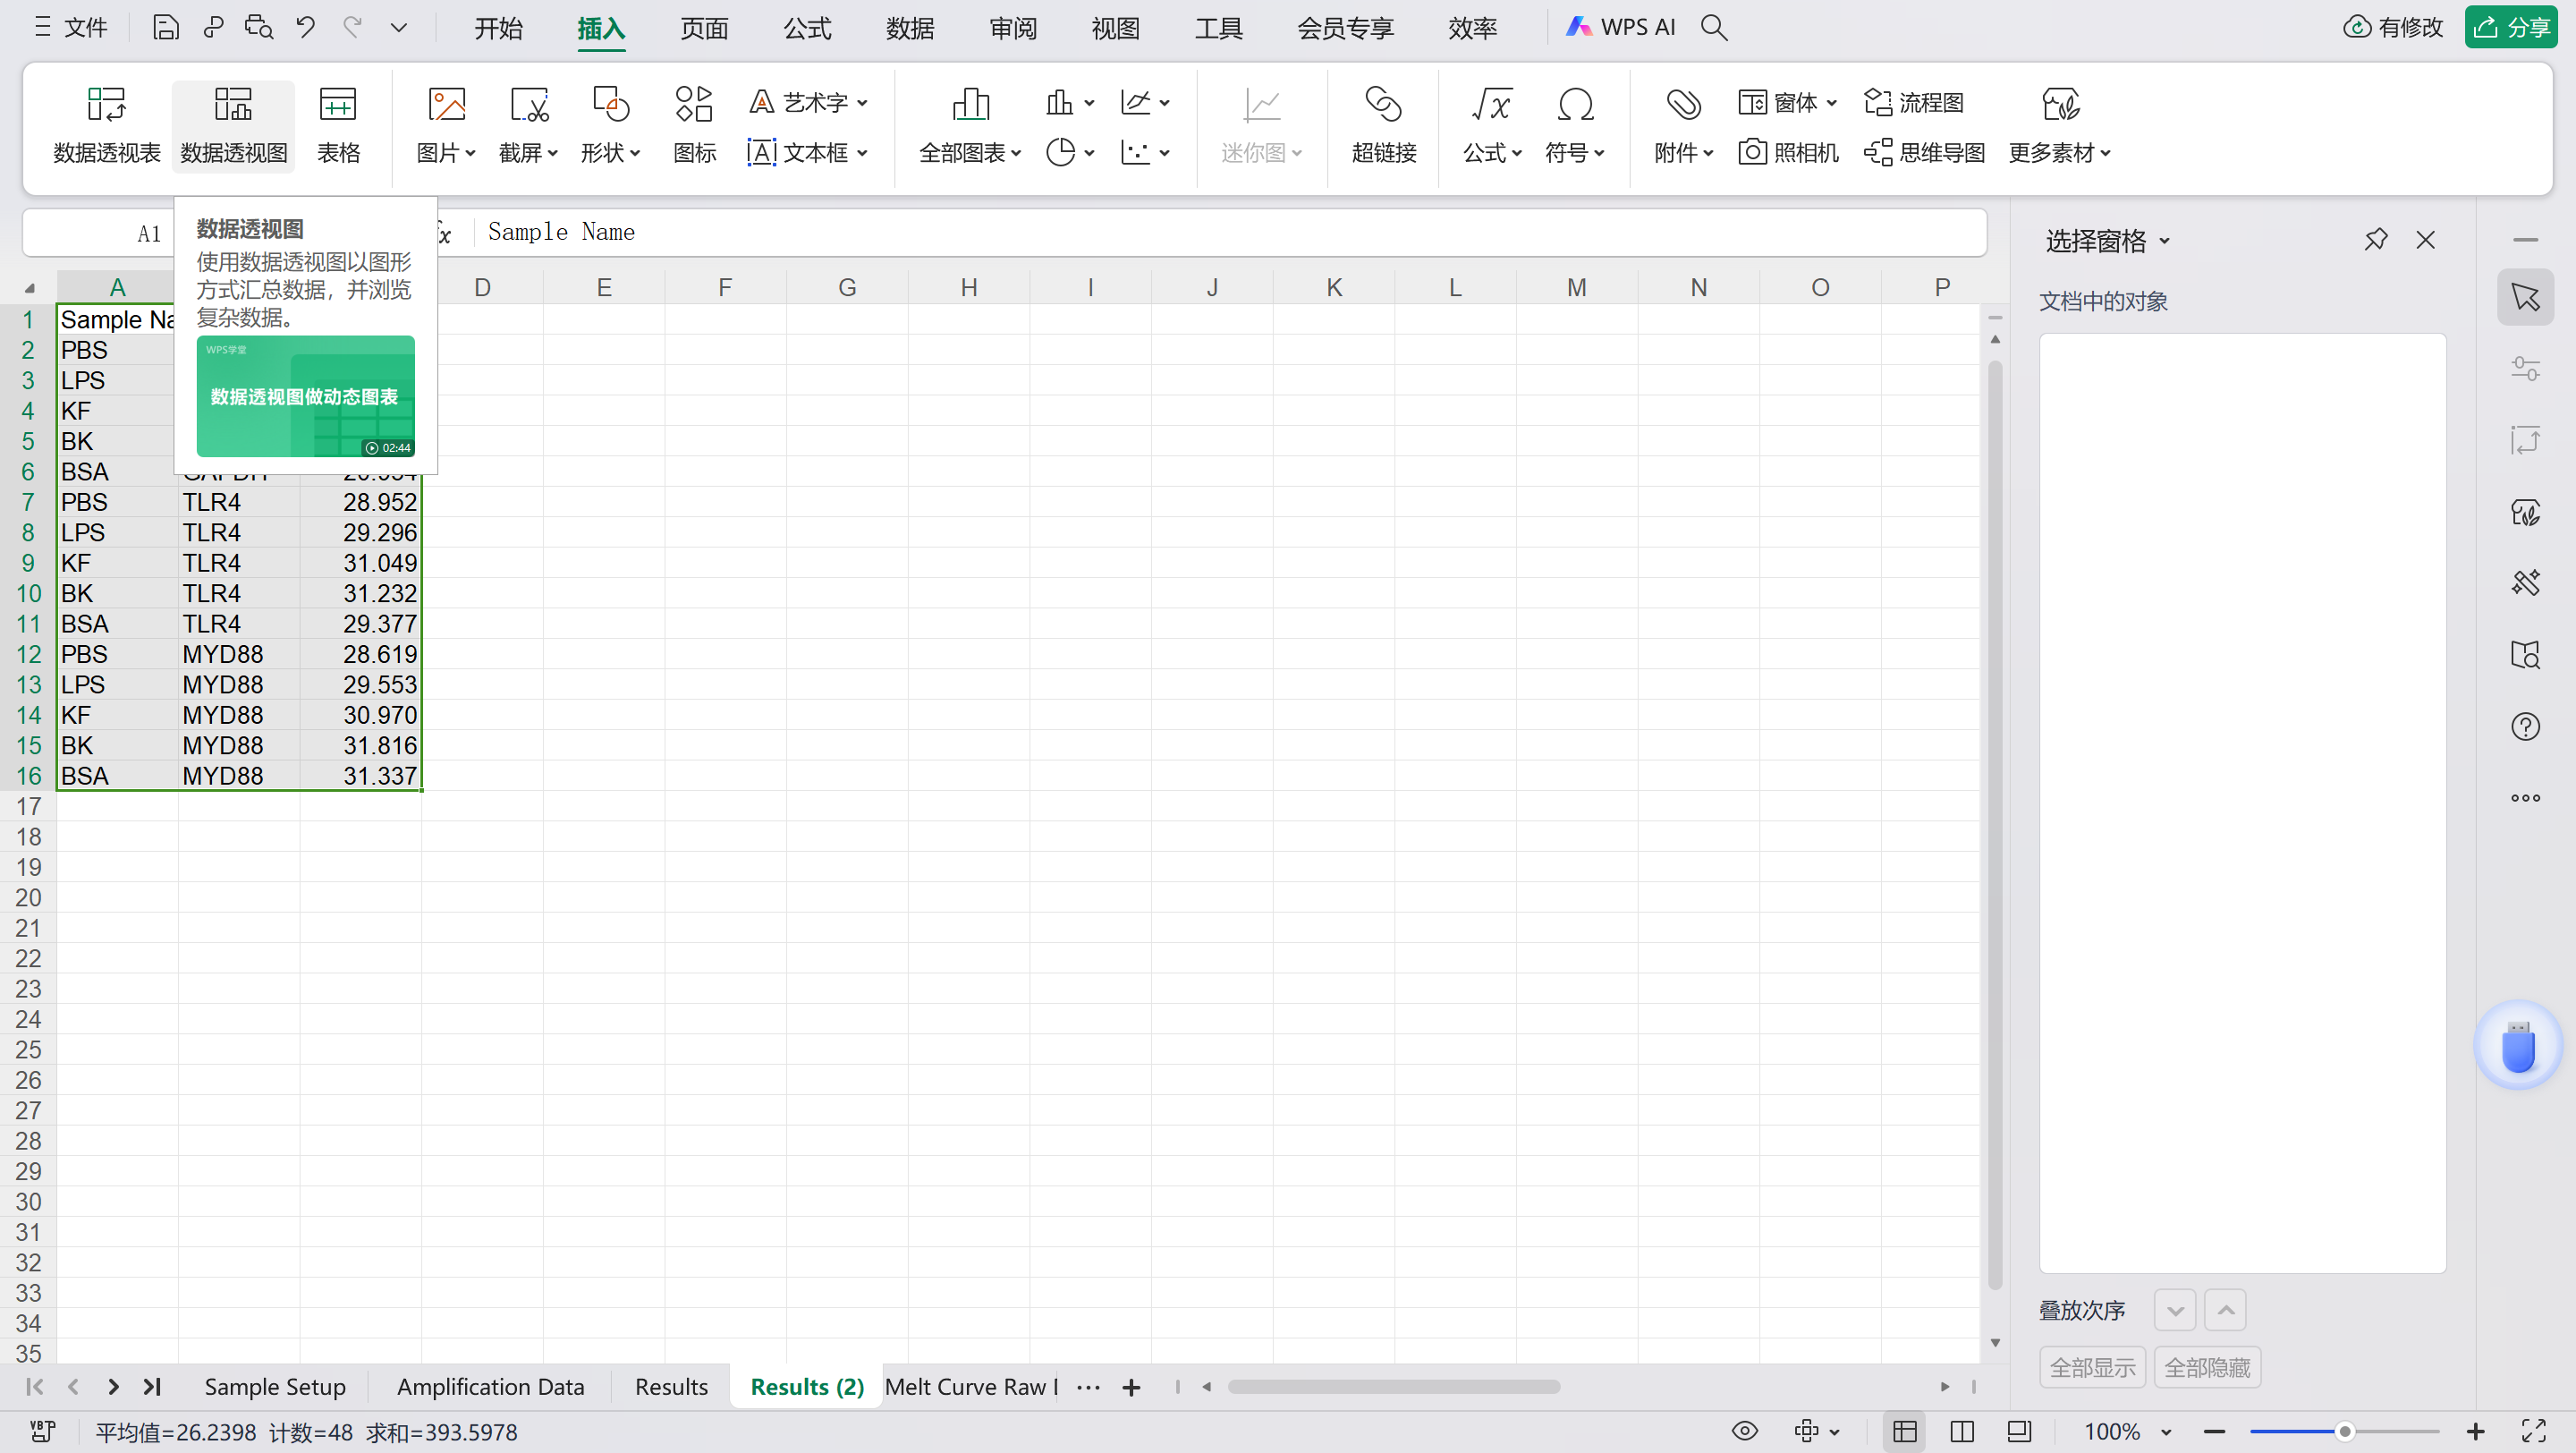 文件 开始 插入 页面 公式 数据 审阅 视图 工具 会员专享 效率 WPS AI 有修改 分享
艺术字 窗体 流程图
数据透视表 数据透视图 表格 图片 截屏 形状 图标 文本框 全部图表 迷你图 超链接 公式 符号 附件 照相机 思维导图 更多素材
A1 fx Sample Name
数据透视图
使用数据透视图以图形
方式汇总数据，并浏览
复杂数据。
WPS学堂
数据透视图做动态图表
02:44
选择窗格
文档中的对象
A D E F G H I J K L M N O P
1 Sample Na
2 PBS
3 LPS
4 KF
5 BK
6 BSA
7 PBS TLR4 28.952
8 LPS TLR4 29.296
9 KF TLR4 31.049
10 BK TLR4 31.232
11 BSA TLR4 29.377
12 PBS MYD88 28.619
13 LPS MYD88 29.553
14 KF MYD88 30.970
15 BK MYD88 31.816
16 BSA MYD88 31.337
17
18
19
20
21
22
23
24
25
26
27
28
29
30
31
32
33
34
35
叠放次序
全部显示 全部隐藏
Sample Setup Amplification Data Results Results (2) Melt Curve Raw
平均值=26.2398 计数=48 求和=393.5978 100%